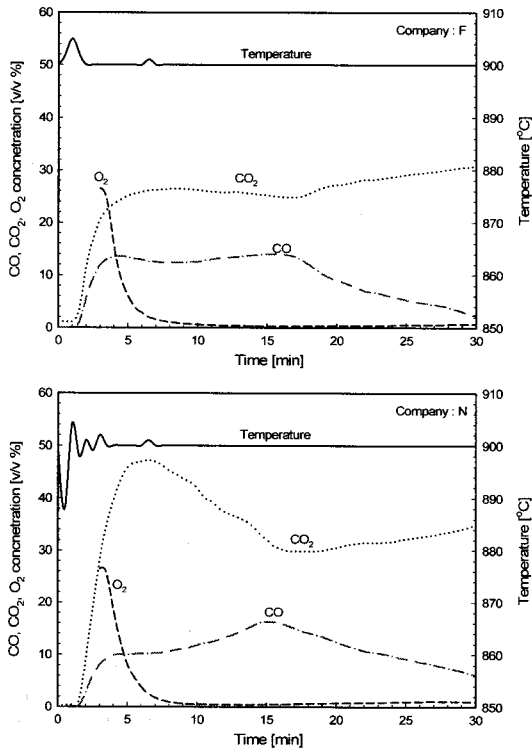 Company : F
Temperature
O2
CO2
CO
CO, CO2, O2 concnetration [v/v %]
60
50
40
30
20
10
0
910
900
890
880
870
860
850
Temperature [°C]
0 5 10 15 20 25 30
Time [min]
Company : N
Temperature
CO2
O2
CO
CO, CO2, O2 concnetration [v/v %]
60
50
40
30
20
10
0
910
900
890
880
870
860
850
Temperature [°C]
0 5 10 15 20 25 30
Time [min]